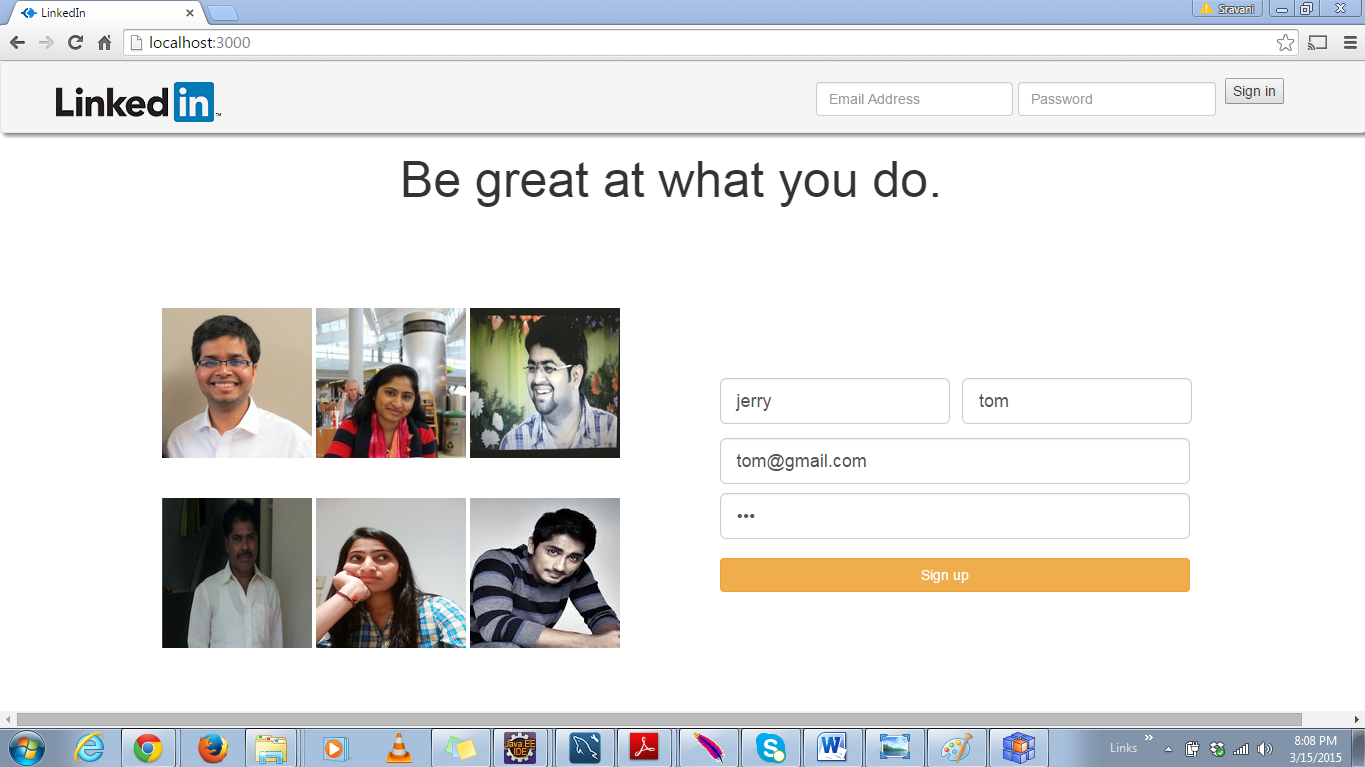 LinkedIn
Sravani
localhost:3000
Linkedin™
Email Address
Password
Sign in
Be great at what you do.
jerry
tom
tom@gmail.com
•••
Sign up
Java EE
IDE
Links
8:08 PM
3/15/2015